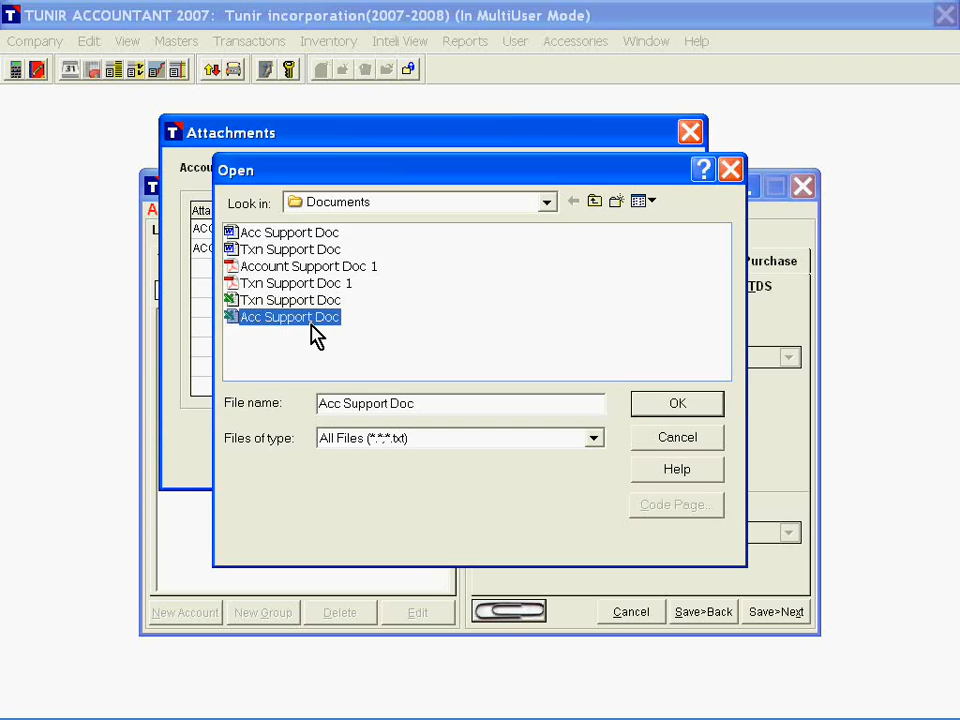 TUNIR ACCOUNTANT 2007: Tunir incorporation(2007-2008) (In MultiUser Mode)
Company Edit View Masters Transactions Inventory Inteli View Reports User Accessories Window Help
Attachments
Accou
Open
Look in: Documents
Atta
ACC
ACC
Acc Support Doc
Txn Support Doc
Account Support Doc 1
Txn Support Doc 1
Txn Support Doc
Acc Support Doc
Purchase
TDS
File name: Acc Support Doc OK
Files of type: All Files (*.*;*.txt) Cancel
Help
Code Page...
New Account New Group Delete Edit Cancel Save>Back Save>Next